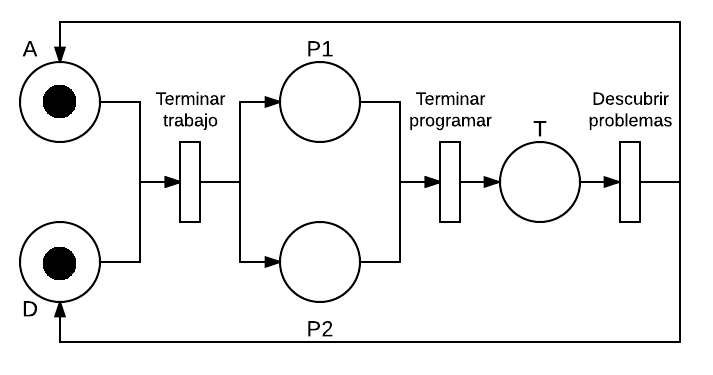 A
P1
Terminar
trabajo
Terminar
programar
Descubrir
problemas
T
D
P2